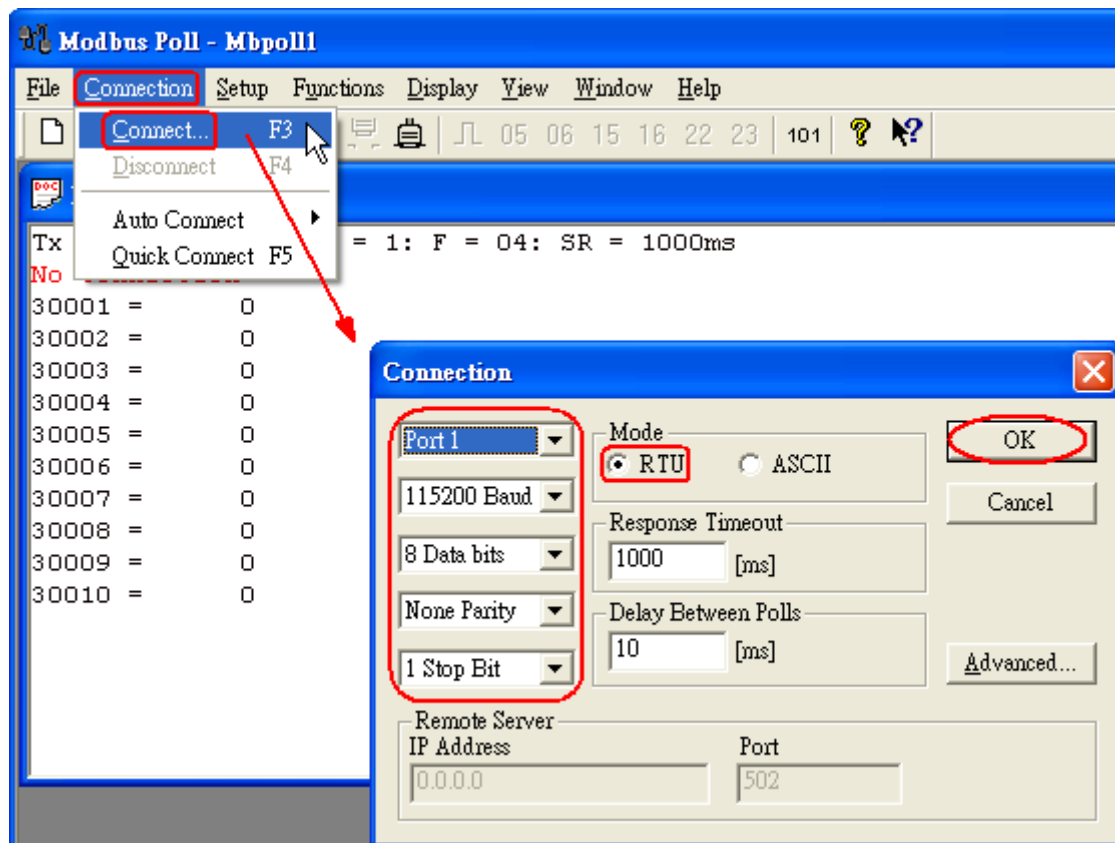 Modbus Poll - Mbpoll1
File Connection Setup Functions Display View Window Help
Connect... F3
05 06 15 16 22 23 101
Disconnect F4
DOC
Auto Connect
Quick Connect F5
Tx = 1: F = 04: SR = 1000ms
No
30001 = 0
30002 = 0
30003 = 0
30004 = 0
30005 = 0
30006 = 0
30007 = 0
30008 = 0
30009 = 0
30010 = 0
Connection
Port 1
115200 Baud
8 Data bits
None Parity
1 Stop Bit
Mode
RTU ASCII
Response Timeout
1000 [ms]
Delay Between Polls
10 [ms]
OK
Cancel
Advanced...
Remote Server
IP Address Port
0.0.0.0 502